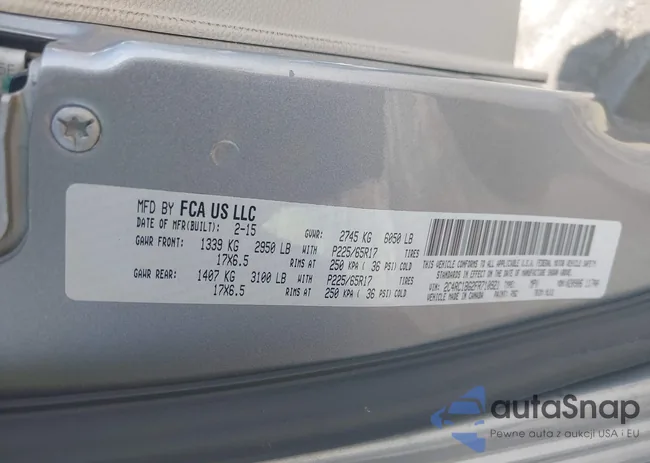 MFD BY FCA US LLC
DATE OF MFR(BUILT): 2-15 GVWR: 2745 KG 6050 LB
GAWR FRONT: 1339 KG 2950 LB WITH P225/65R17 TIRES
17X6.5 RIMS AT 250 KPA ( 36 PSI) COLD
GAWR REAR: 1407 KG 3100 LB WITH P225/65R17 TIRES
17X6.5 RIMS AT 250 KPA ( 36 PSI) COLD
THIS VEHICLE CONFORMS TO ALL APPLICABLE U.S.A. FEDERAL MOTOR VEHICLE SAFETY
STANDARDS IN EFFECT ON THE DATE OF MANUFACTURE SHOWN ABOVE.
VIN: TYPE: MPV
VEHICLE MADE IN CANADA PAINT:
autaSnap
Pewne auta z aukcji USA i EU